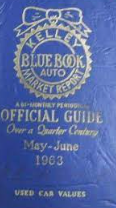 KELLEY
BLUE BOOK
AUTO
MARKET REPORT
A BI-MONTHLY PERIODICAL
OFFICIAL GUIDE
Over a Quarter Century
May-June
1963
USED CAR VALUES